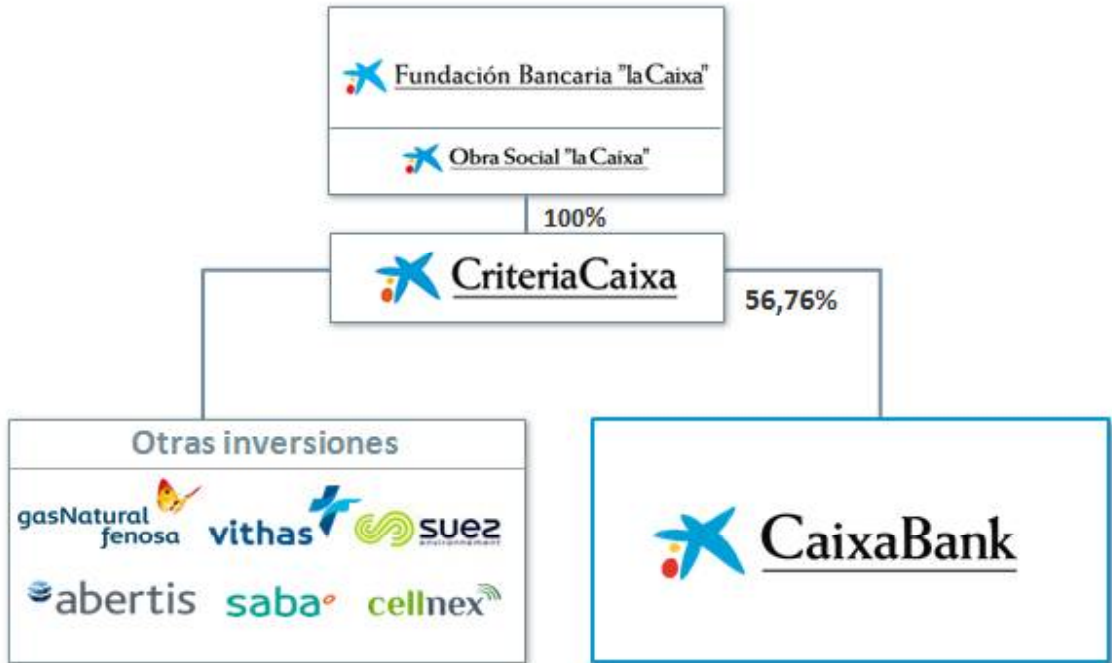 Fundación Bancaria "la Caixa"
Obra Social "la Caixa"
100%
CriteriaCaixa
56,76%
Otras inversiones
gasNatural
fenosa
vithas
suez
environnement
abertis
saba
cellnex
CaixaBank